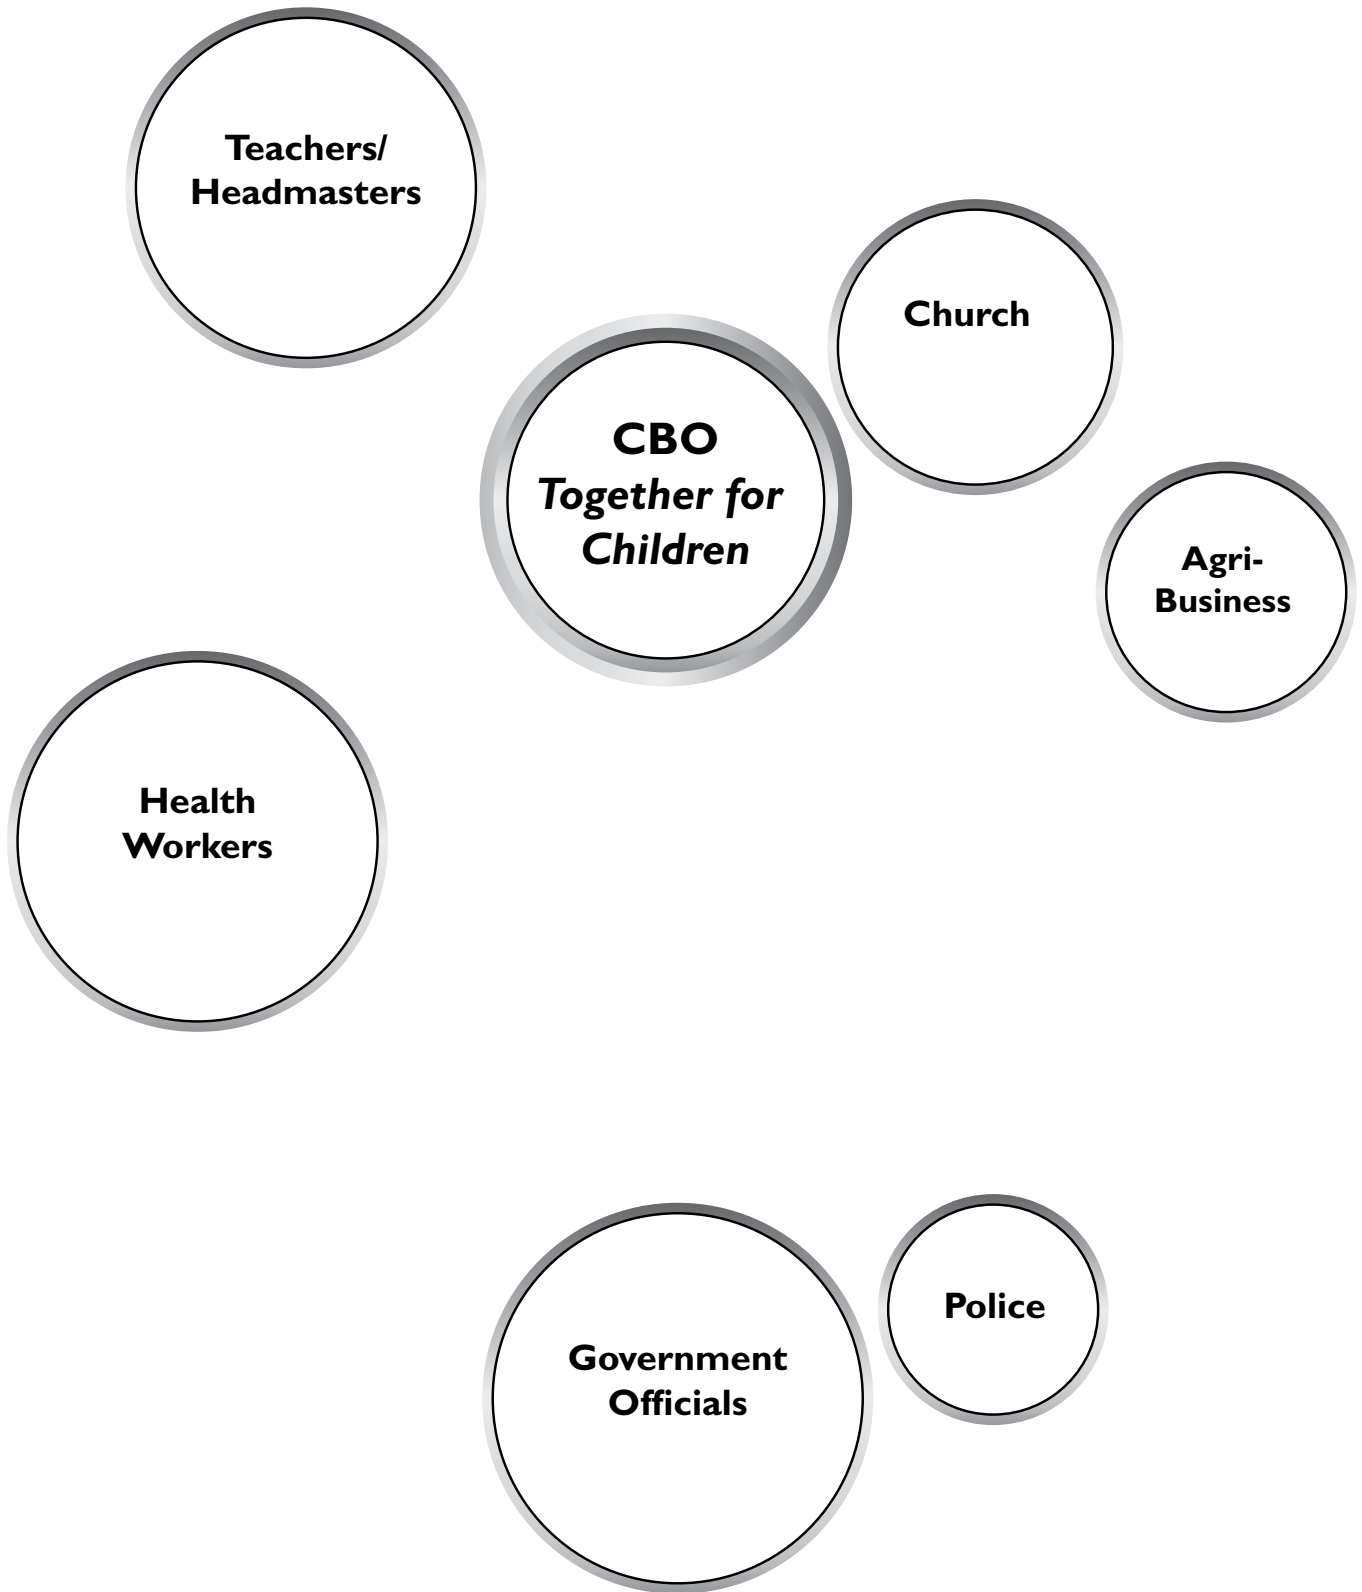 Teachers/
Headmasters
Church
CBO
Together for
Children
Agri-
Business
Health
Workers
Police
Government
Officials